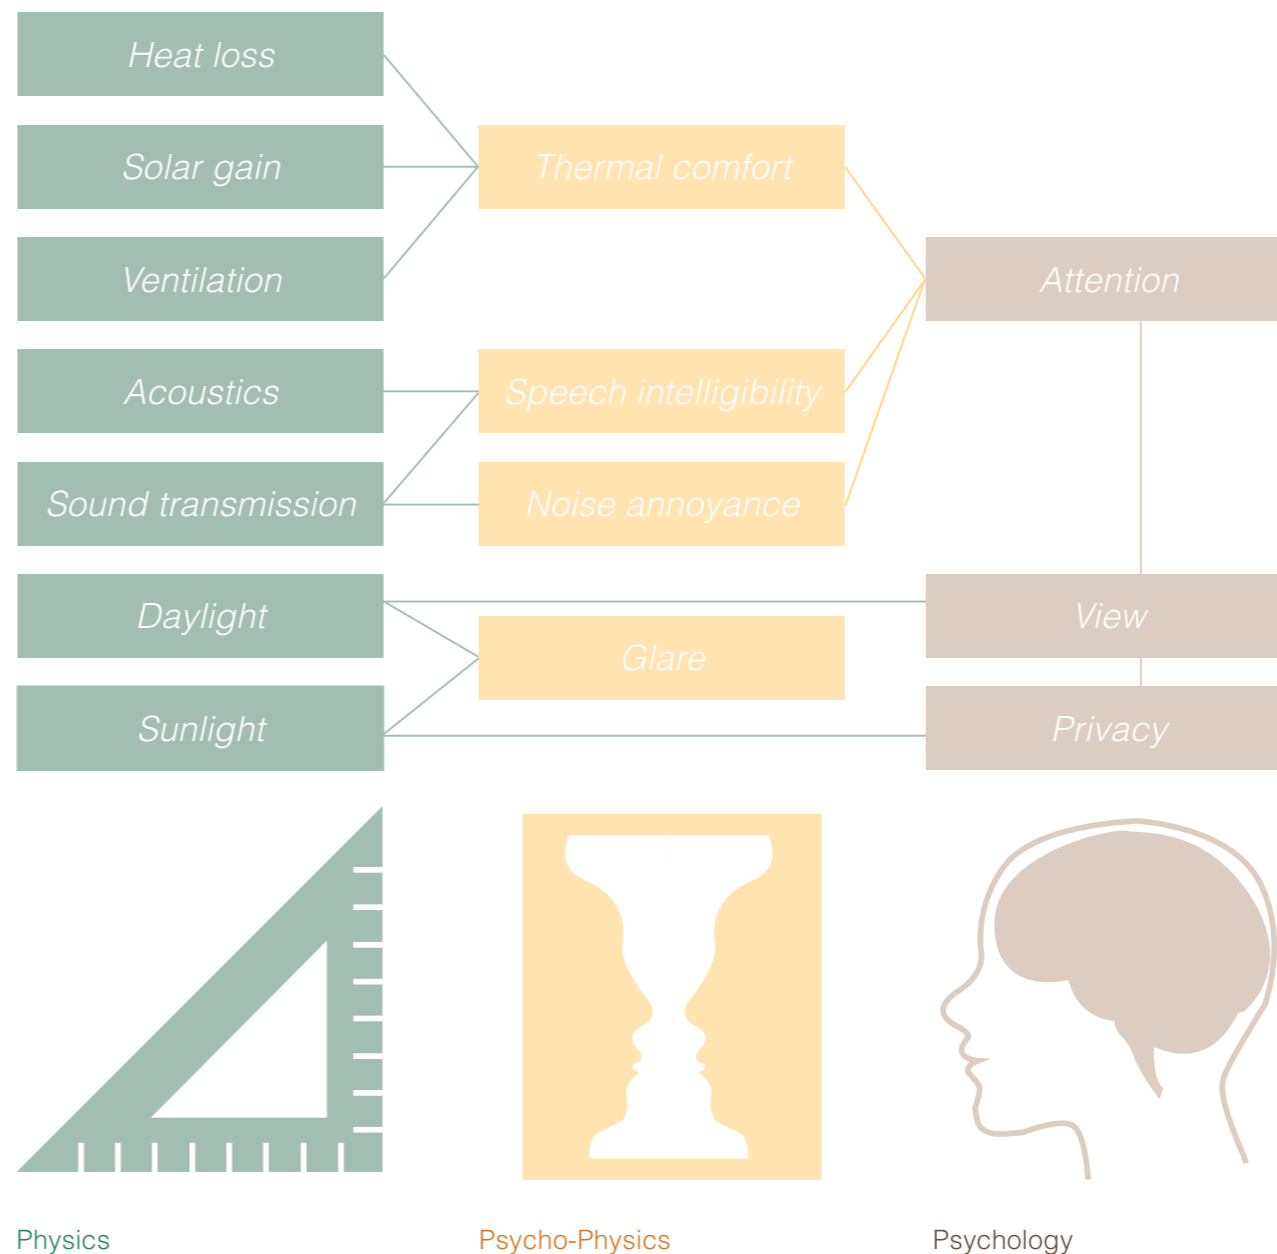 Heat loss
Solar gain
Thermal comfort
Ventilation
Attention
Acoustics
Speech intelligibility
Sound transmission
Noise annoyance
Daylight
View
Glare
Sunlight
Privacy
Physics
Psycho-Physics
Psychology